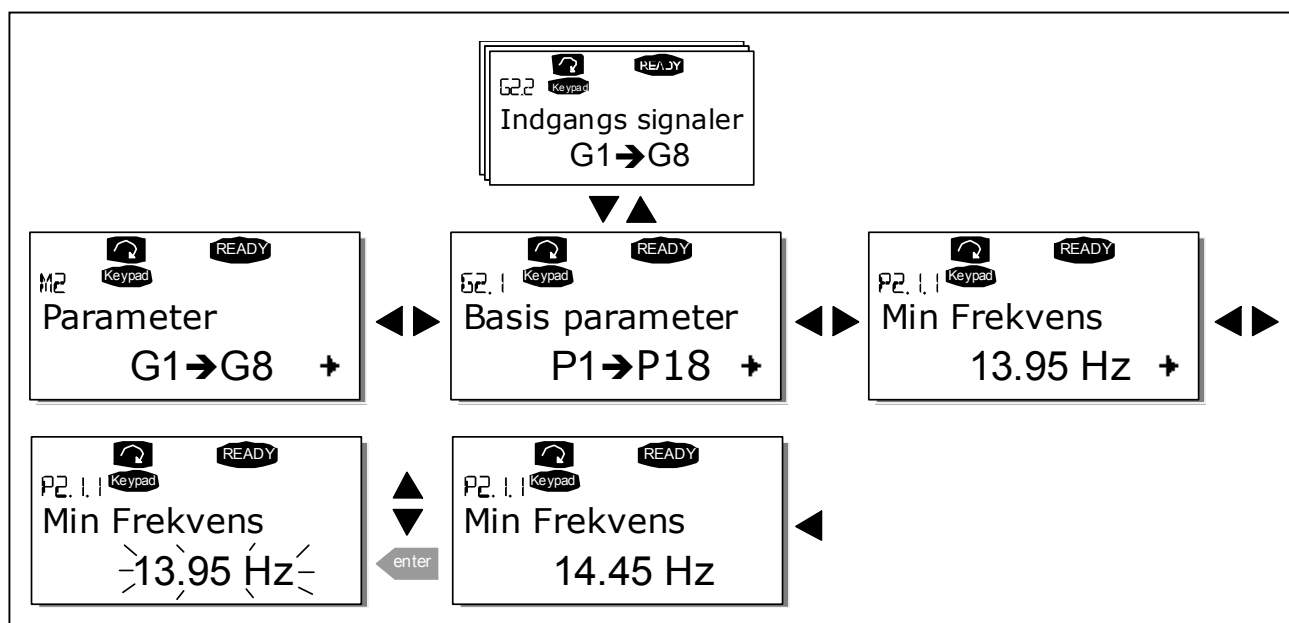 READY
G2.2 Keypad
Indgangs signaler
G1➔G8
READY
M2 Keypad
Parameter
G1➔G8
READY
G2.1 Keypad
Basis parameter
P1➔P18
READY
P2.1.1 Keypad
Min Frekvens
13.95 Hz
READY
P2.1.1 Keypad
Min Frekvens
13.95 Hz
enter
READY
P2.1.1 Keypad
Min Frekvens
14.45 Hz